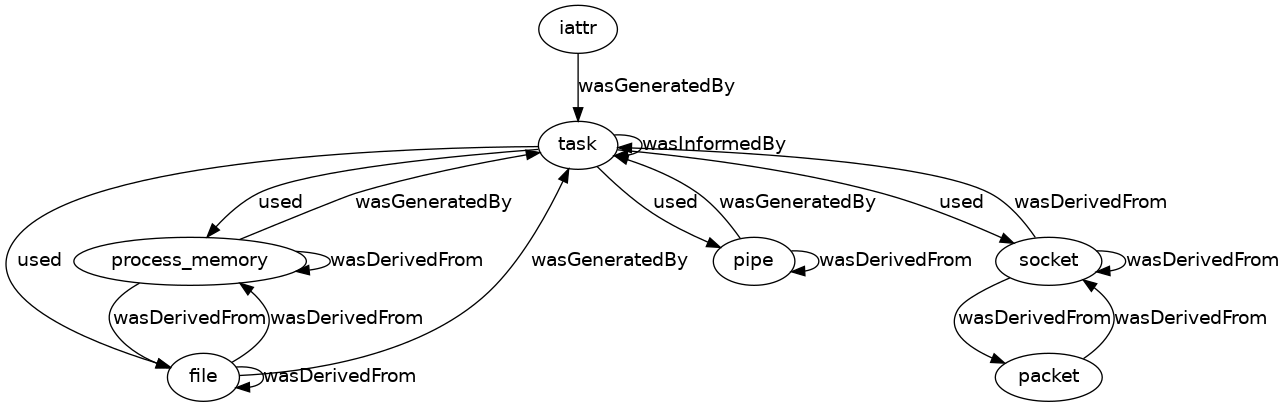 iattr
wasGeneratedBy
task
wasInformedBy
used
wasGeneratedBy
used
wasGeneratedBy
used
wasDerivedFrom
used
process_memory
wasDerivedFrom
wasGeneratedBy
pipe
wasDerivedFrom
socket
wasDerivedFrom
wasDerivedFrom
wasDerivedFrom
wasDerivedFrom
wasDerivedFrom
file
wasDerivedFrom
packet